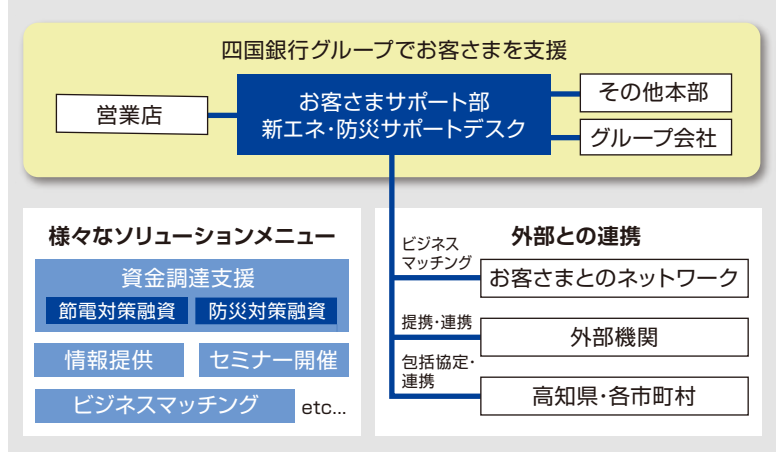 四国銀行グループでお客さまを支援
営業店
お客さまサポート部
新エネ・防災サポートデスク
その他本部
グループ会社
様々なソリューションメニュー
資金調達支援
節電対策融資
防災対策融資
情報提供
セミナー開催
ビジネスマッチング
etc...
外部との連携
ビジネス
マッチング
お客さまとのネットワーク
提携・連携
外部機関
包括協定・
連携
高知県・各市町村